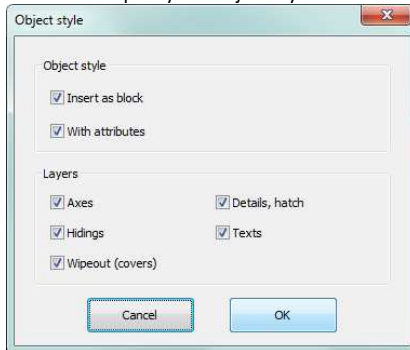 Object style
Object style
Insert as block
With attributes
Layers
Axes
Details, hatch
Hidings
Texts
Wipeout (covers)
Cancel
OK